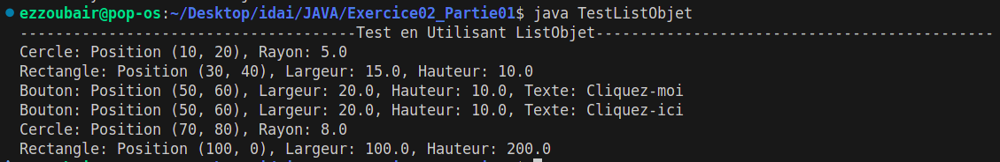 ezzoubair@pop-os:~/Desktop/idai/JAVA/Exercice02_Partie01$ java TestListObjet
--------------------------------------Test en Utilisant ListObjet---------------------------------------------
Cercle: Position (10, 20), Rayon: 5.0
Rectangle: Position (30, 40), Largeur: 15.0, Hauteur: 10.0
Bouton: Position (50, 60), Largeur: 20.0, Hauteur: 10.0, Texte: Cliquez-moi
Bouton: Position (50, 60), Largeur: 20.0, Hauteur: 10.0, Texte: Cliquez-ici
Cercle: Position (70, 80), Rayon: 8.0
Rectangle: Position (100, 0), Largeur: 100.0, Hauteur: 200.0